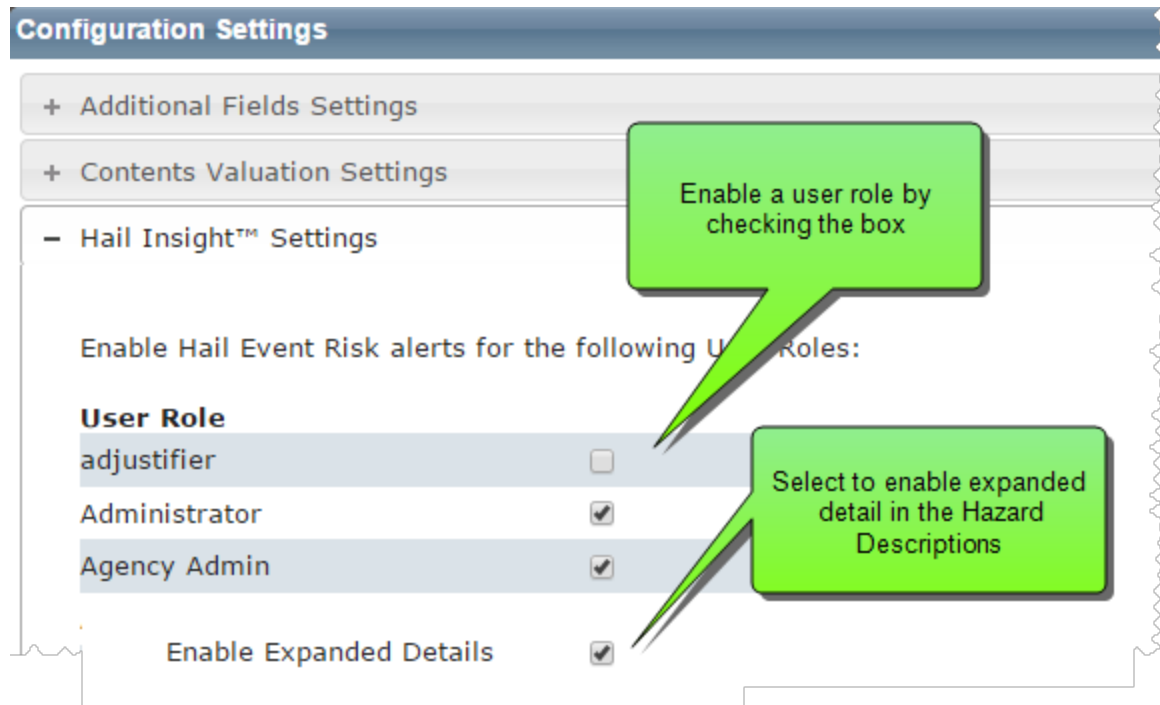 Configuration Settings
+ Additional Fields Settings
+ Contents Valuation Settings
Enable a user role by
checking the box
– Hail Insight™ Settings
Enable Hail Event Risk alerts for the following Roles:
User Role
adjustifier
Administrator
Agency Admin
Select to enable expanded
detail in the Hazard
Descriptions
Enable Expanded Details